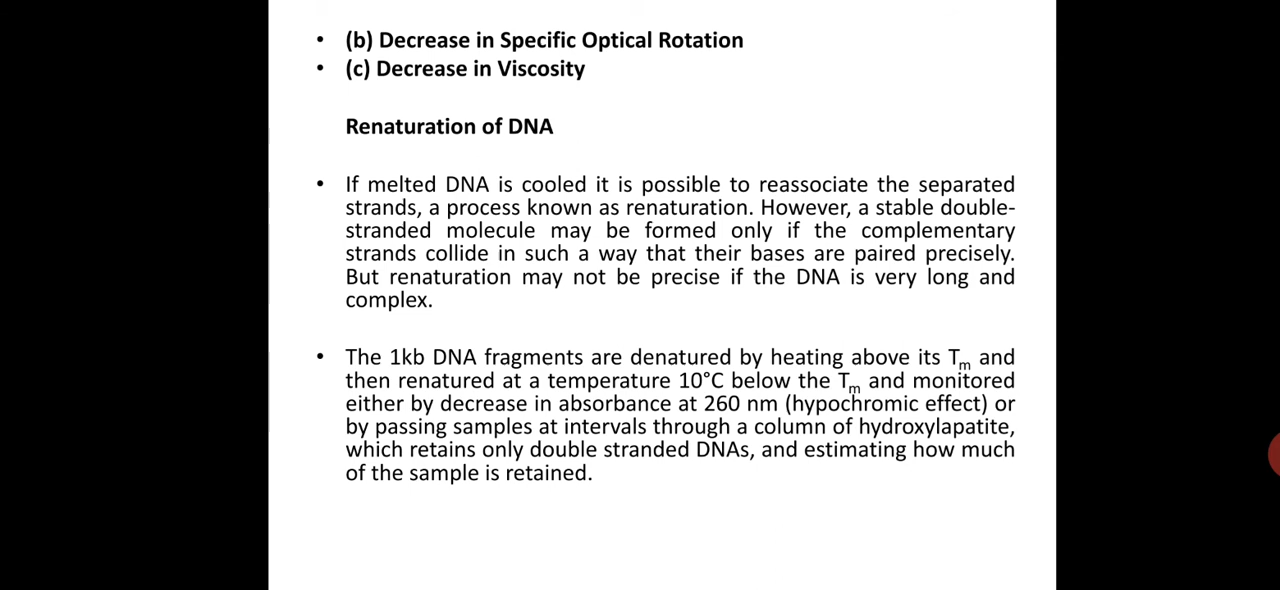 • (b) Decrease in Specific Optical Rotation
• (c) Decrease in Viscosity
Renaturation of DNA
• If melted DNA is cooled it is possible to reassociate the separated
strands, a process known as renaturation. However, a stable double-
stranded molecule may be formed only if the complementary
strands collide in such a way that their bases are paired precisely.
But renaturation may not be precise if the DNA is very long and
complex.
• The 1kb DNA fragments are denatured by heating above its Tm and
then renatured at a temperature 10°C below the Tm and monitored
either by decrease in absorbance at 260 nm (hypochromic effect) or
by passing samples at intervals through a column of hydroxylapatite,
which retains only double stranded DNAs, and estimating how much
of the sample is retained.